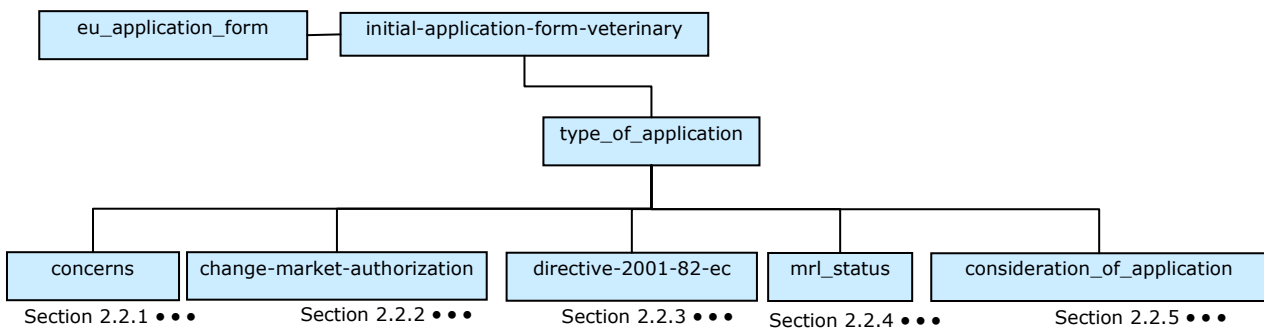 eu_application_form
initial-application-form-veterinary
type_of_application
concerns
change-market-authorization
directive-2001-82-ec
mrl_status
consideration_of_application
Section 2.2.1 •••
Section 2.2.2 •••
Section 2.2.3 •••
Section 2.2.4 •••
Section 2.2.5 •••